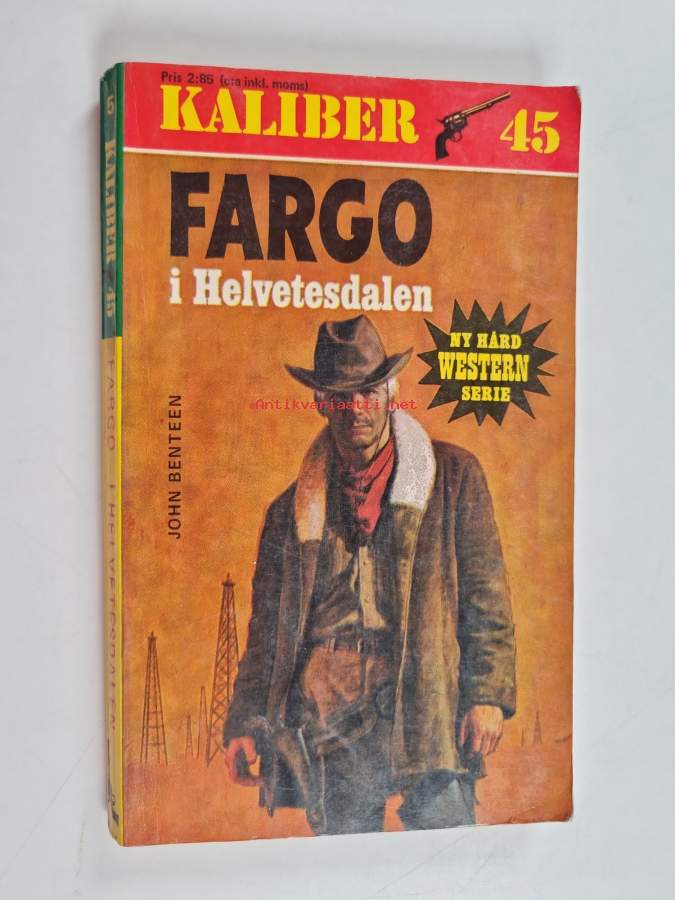 Pris 2:85 (c:a inkl. moms)
KALIBER 45
FARGO
i Helvetesdalen
NY HÅRD
WESTERN
SERIE
JOHN BENTEEN
Antikvariaatti.net
5 KALIBER 45
FARGO I HELVETESDALEN